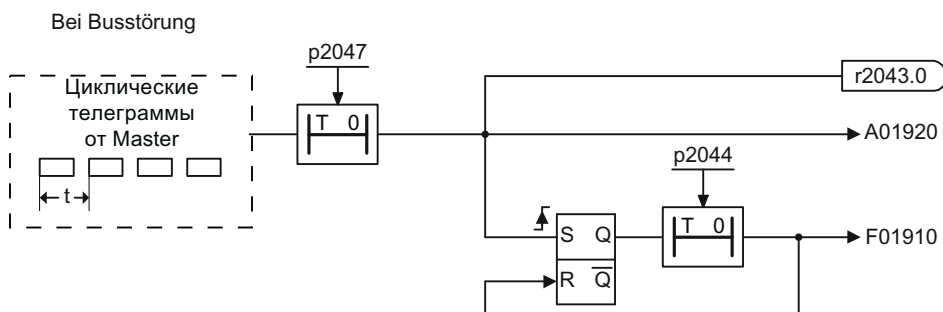 Bei Busstörung
p2047
Циклические
телеграммы
от Master
t
T 0
r2043.0
A01920
p2044
S Q
T 0
F01910
R Q̅